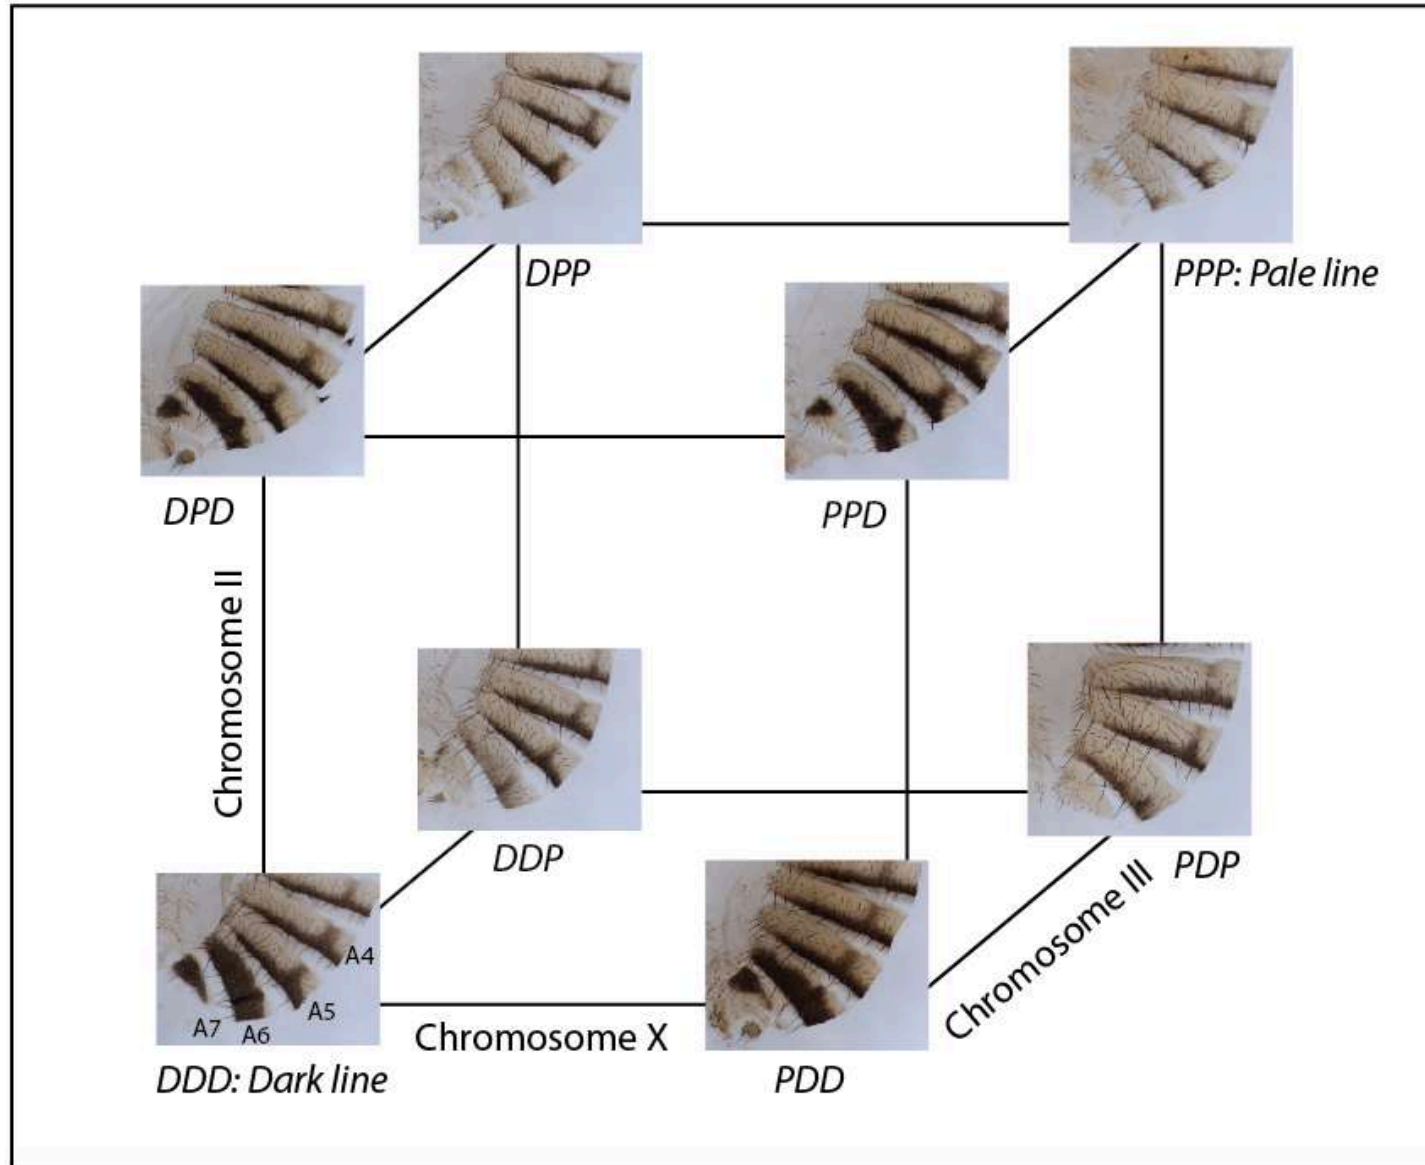 DPP
PPP: Pale line
DPD
PPD
Chromosome II
DDP
PDP
Chromosome III
A4
A5
A7
A6
Chromosome X
DDD: Dark line
PDD